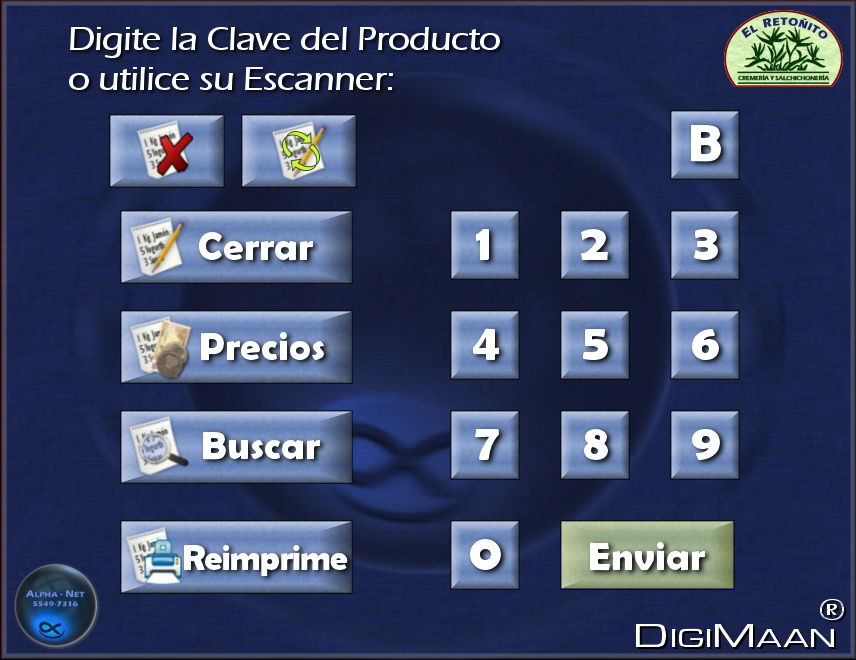 Digite la Clave del Producto
o utilice su Escanner:
EL RETOÑITO
CREMERÍA Y SALCHICHONERÍA
B
Cerrar
1 2 3
Precios
4 5 6
Buscar
7 8 9
Reimprime
0 Enviar
ALPHA - NET
5549-7316
DIGIMAAN ®